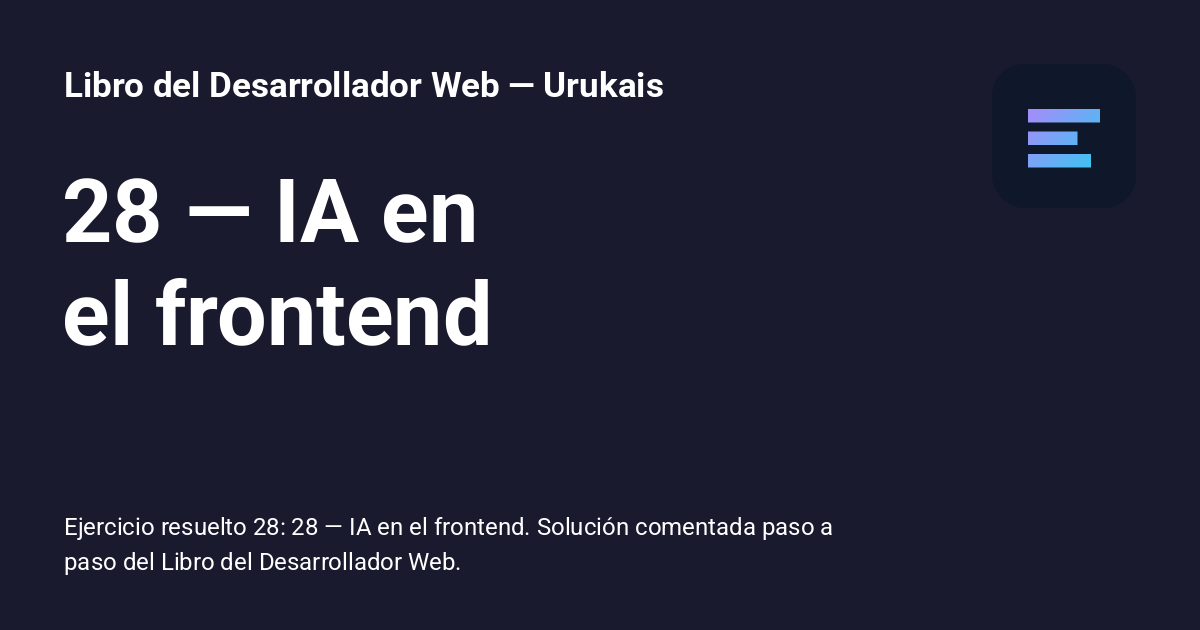 Libro del Desarrollador Web — Urukais
28 — IA en
el frontend
Ejercicio resuelto 28: 28 — IA en el frontend. Solución comentada paso a
paso del Libro del Desarrollador Web.